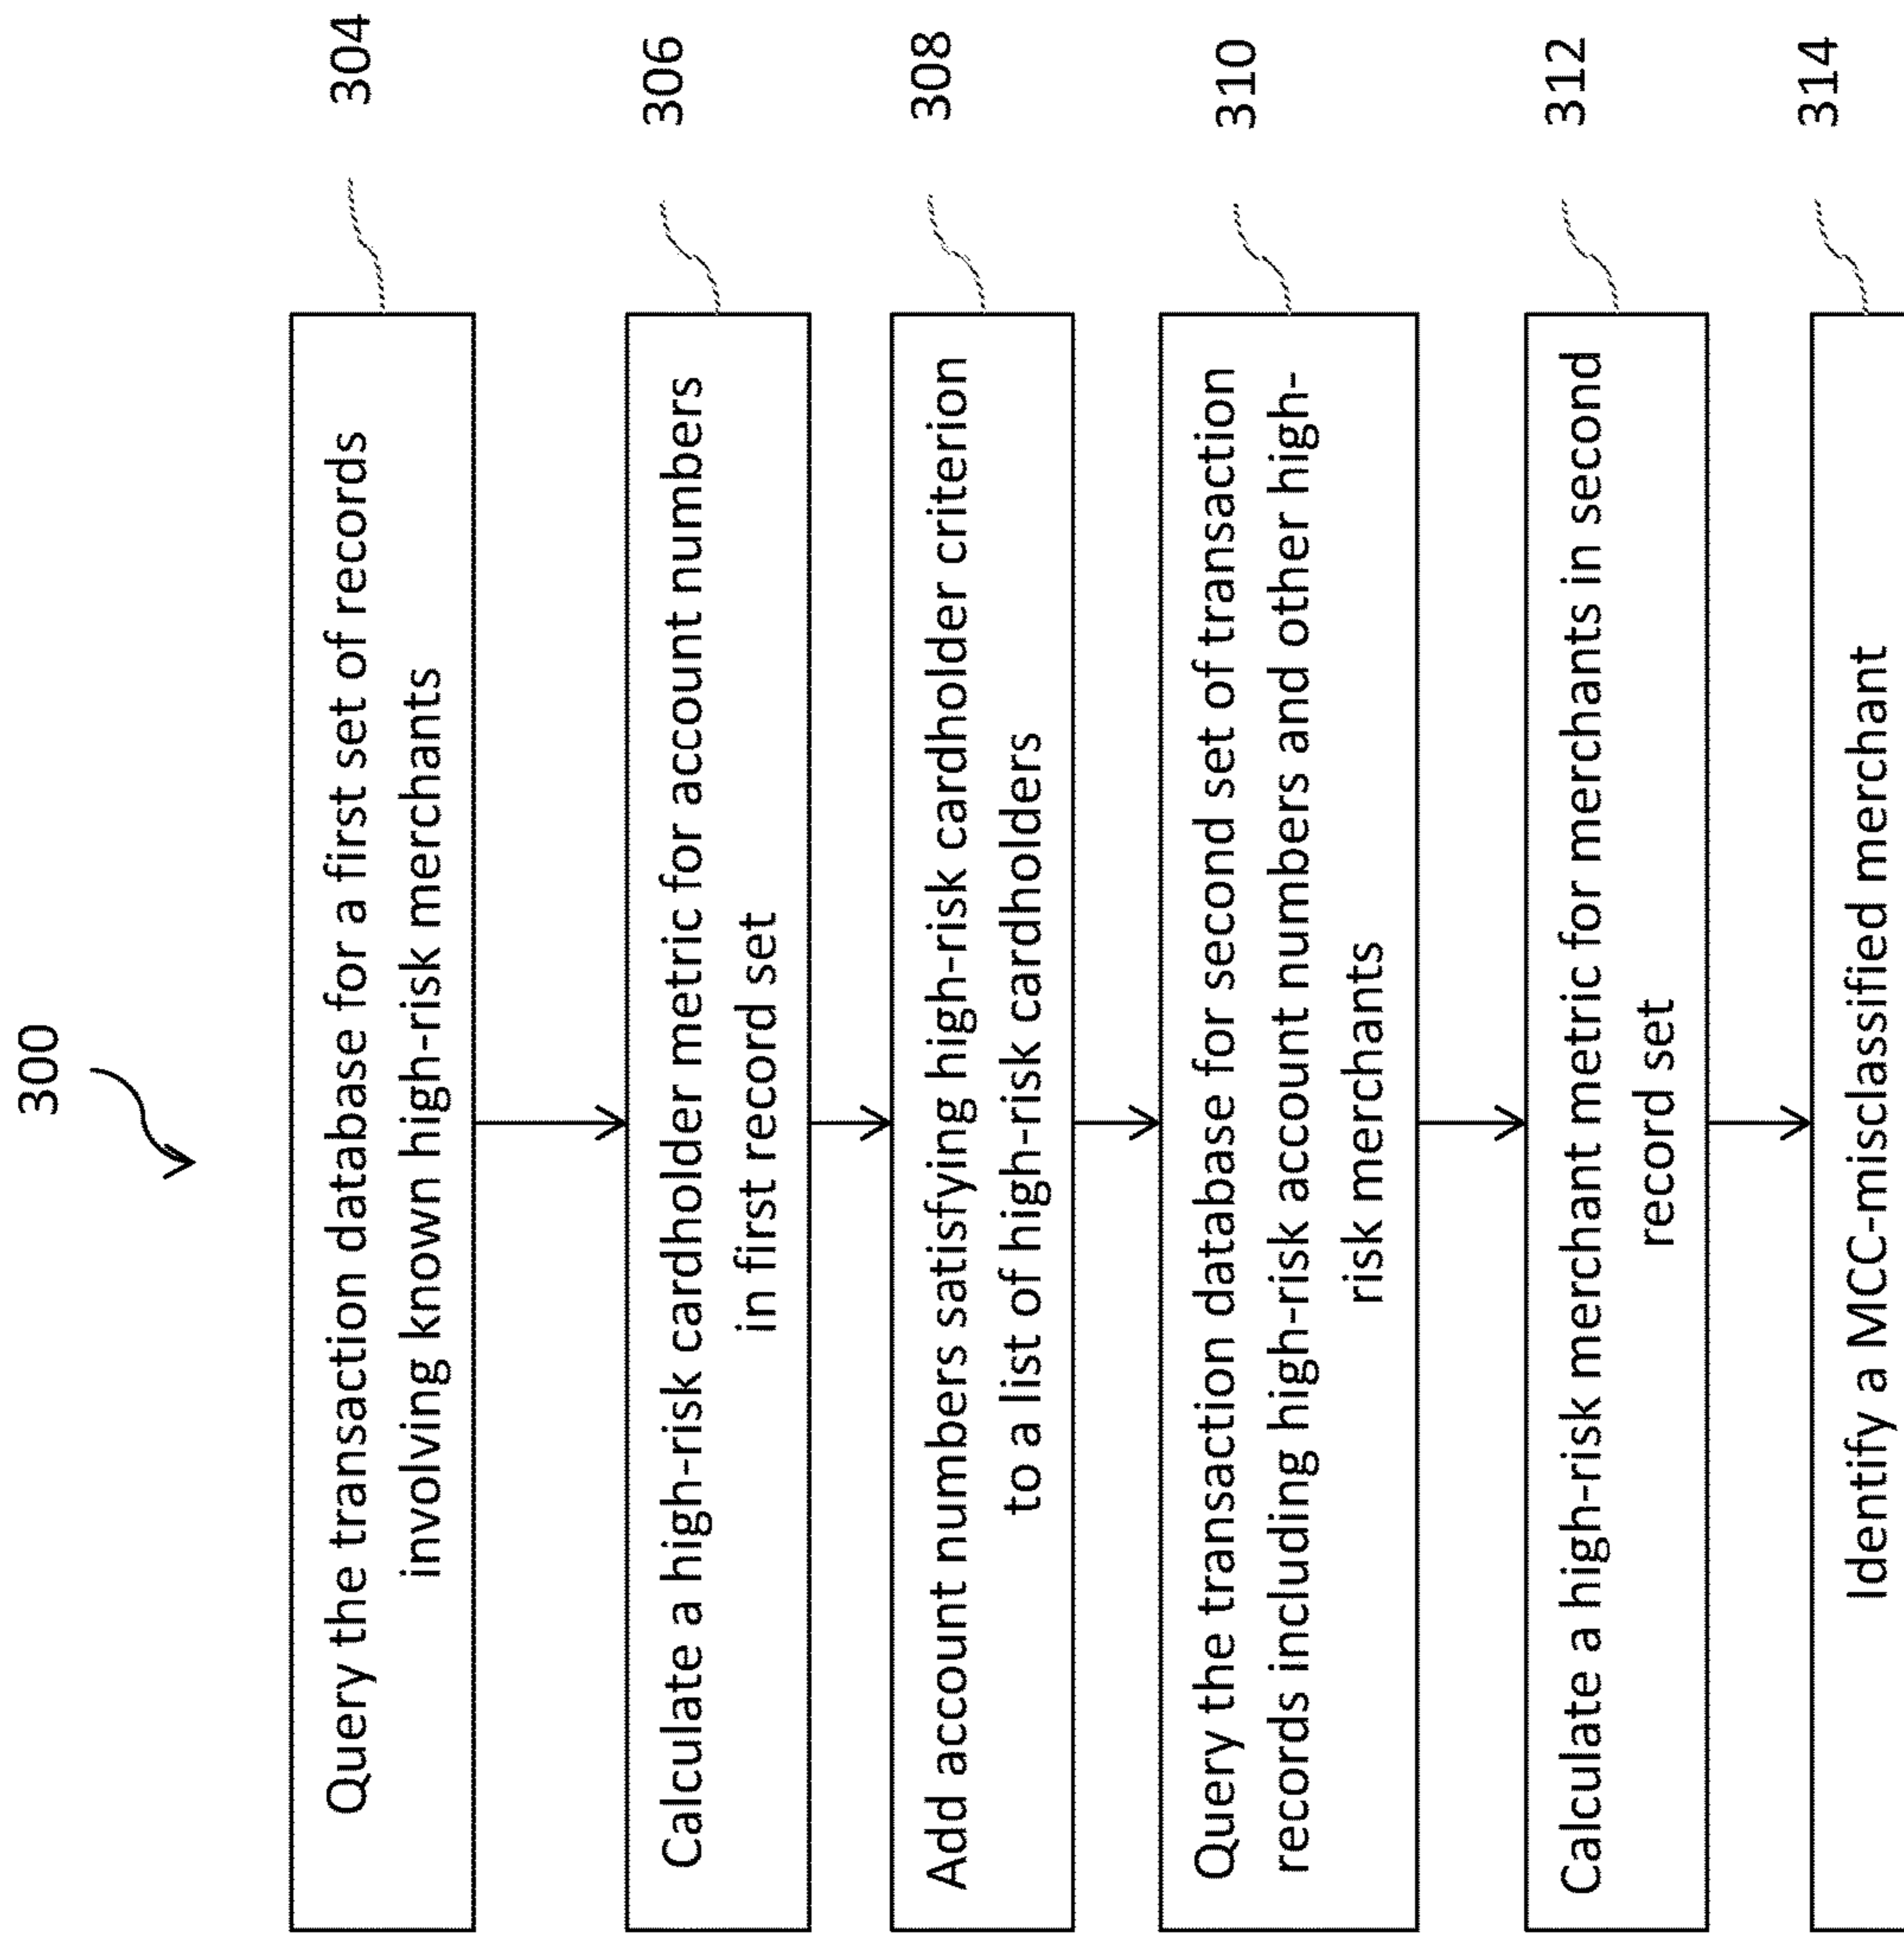 300
Query the transaction database for a first set of records
involving known high-risk merchants
304
Calculate a high-risk cardholder metric for account numbers
in first record set
306
Add account numbers satisfying high-risk cardholder criterion
to a list of high-risk cardholders
308
Query the transaction database for second set of transaction
records including high-risk account numbers and other high-
risk merchants
310
Calculate a high-risk merchant metric for merchants in second
record set
312
Identify a MCC-misclassified merchant
314